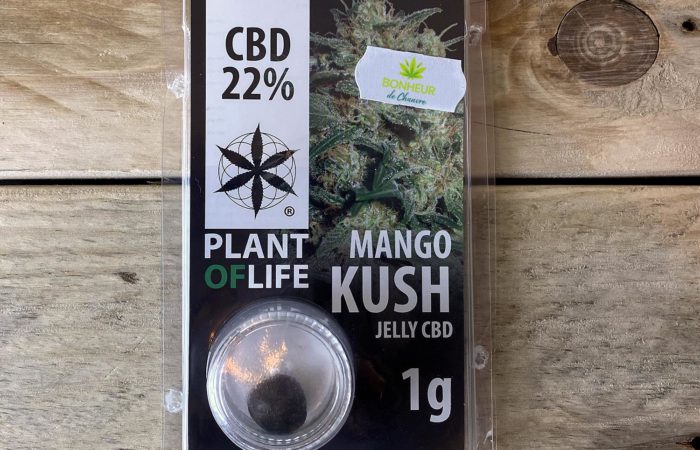 CBD
22%
BONHEUR
de Chanvre
®
PLANT
OF LIFE
MANGO
KUSH
JELLY CBD
1g